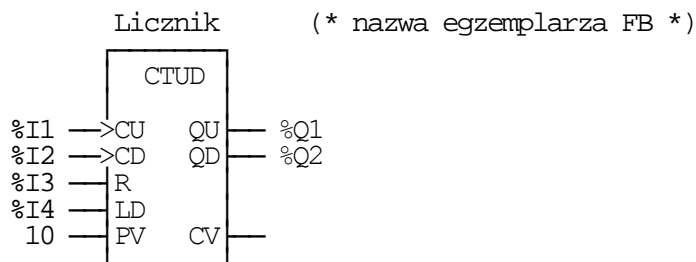 Licznik (* nazwa egzemplarza FB *)
CTUD
%I1 >CU QU %Q1
%I2 >CD QD %Q2
%I3 R
%I4 LD
10 PV CV